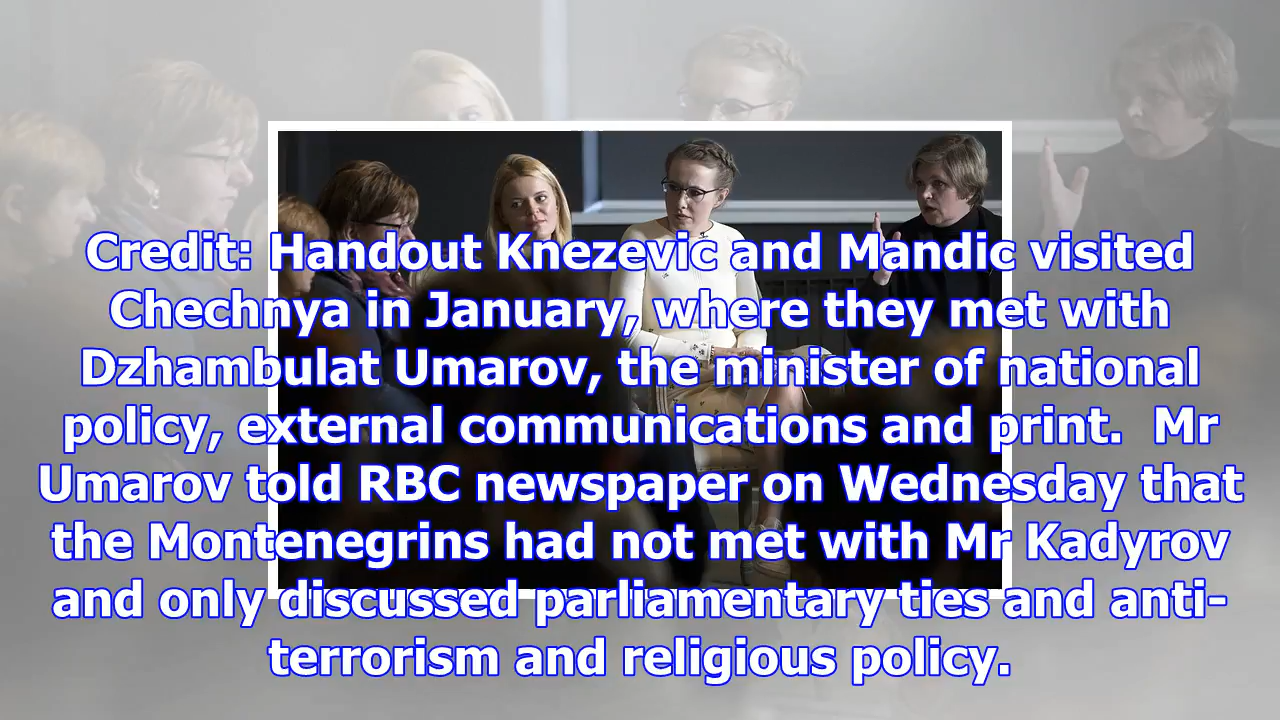 Credit: Handout Knezevic and Mandic visited
Chechnya in January, where they met with
Dzhambulat Umarov, the minister of national
policy, external communications and print.  Mr
Umarov told RBC newspaper on Wednesday that
the Montenegrins had not met with Mr Kadyrov
and only discussed parliamentary ties and anti-
terrorism and religious policy.